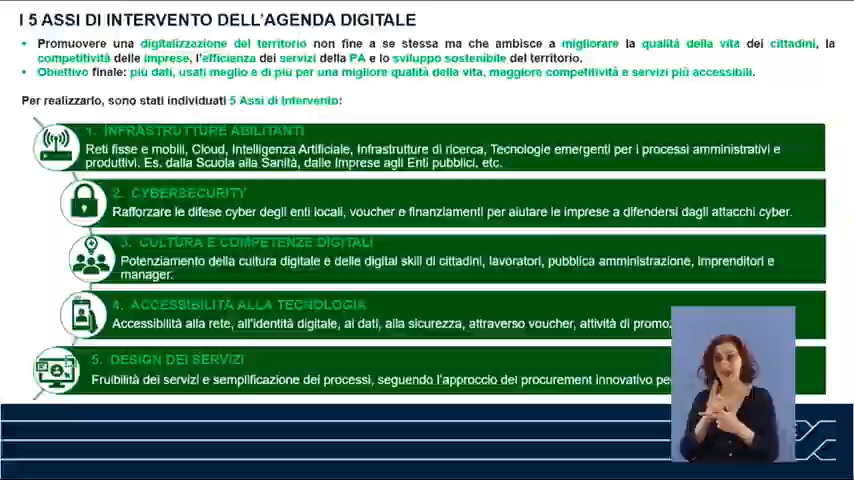 I 5 ASSI DI INTERVENTO DELL'AGENDA DIGITALE
• Promuovere una digitalizzazione del territorio non fine a se stessa ma che ambisce a migliorare la qualità della vita dei cittadini, la
competitività delle imprese, l'efficienza dei servizi della PA e lo sviluppo sostenibile del territorio.
• Obiettivo finale: più dati, usati meglio e di più per una migliore qualità della vita, maggiore competitività e servizi più accessibili.
Per realizzarlo, sono stati individuati 5 Assi di Intervento:
1. INFRASTRUTTURE ABILITANTI
Reti fisse e mobili, Cloud, Intelligenza Artificiale, Infrastrutture di ricerca, Tecnologie emergenti per i processi amministrativi e
produttivi. Es. dalla Scuola alla Sanità, dalle Imprese agli Enti pubblici, etc.
2. CYBERSECURITY
Rafforzare le difese cyber degli enti locali, voucher e finanziamenti per aiutare le imprese a difendersi dagli attacchi cyber.
3. CULTURA E COMPETENZE DIGITALI
Potenziamento della cultura digitale e delle digital skill di cittadini, lavoratori, pubblica amministrazione, imprenditori e
manager.
4. ACCESSIBILITÀ ALLA TECNOLOGIA
Accessibilità alla rete, all'identità digitale, ai dati, alla sicurezza, attraverso voucher, attività di
5. DESIGN DEI SERVIZI
Fruibilità dei servizi e semplificazione dei processi, seguendo l'approccio del procurement innovativo